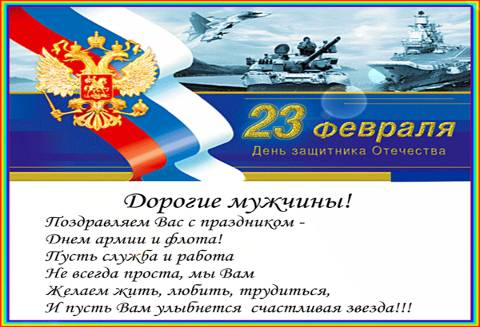 23 февраля
День защитника Отечества
Дорогие мужчины!
Поздравляем Вас с праздником -
Днем армии и флота!
Пусть служба и работа
Не всегда проста, мы Вам
Желаем жить, любить, трудиться,
И пусть Вам улыбнется счастливая звезда!!!